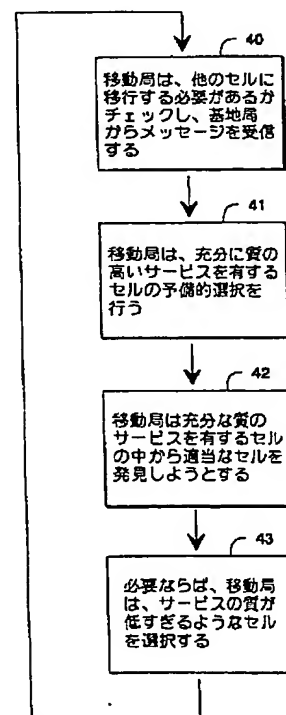 40
移動局は、他のセルに
移行する必要があるか
チェックし、基地局
からメッセージを受信
する
41
移動局は、充分に質の
高いサービスを有する
セルの予備的選択を
行う
42
移動局は充分な質の
サービスを有するセル
の中から適当なセルを
発見しようとする
43
必要ならば、移動局
は、サービスの質が
低すぎるようなセル
を選択する